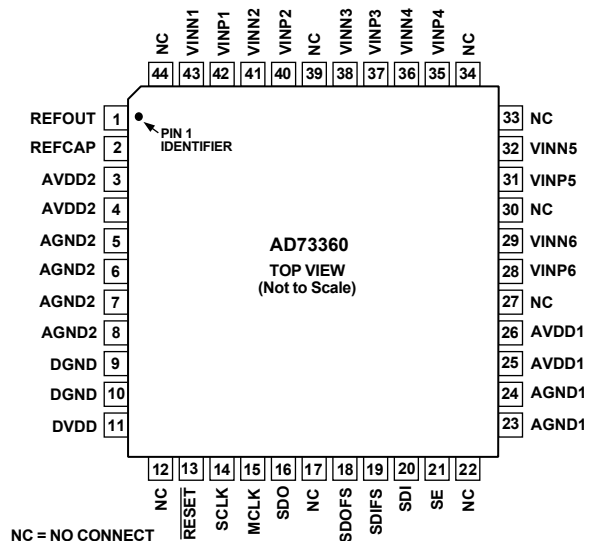 NC
VINN1
VINP1
VINN2
VINP2
NC
VINN3
VINP3
VINN4
VINP4
NC
44 43 42 41 40 39 38 37 36 35 34
REFOUT 1
REFCAP 2
AVDD2 3
AVDD2 4
AGND2 5
AGND2 6
AGND2 7
AGND2 8
DGND 9
DGND 10
DVDD 11
PIN 1
IDENTIFIER
AD73360
TOP VIEW
(Not to Scale)
33 NC
32 VINN5
31 VINP5
30 NC
29 VINN6
28 VINP6
27 NC
26 AVDD1
25 AVDD1
24 AGND1
23 AGND1
12 13 14 15 16 17 18 19 20 21 22
NC
RESET
SCLK
MCLK
SDO
NC
SDOFS
SDIFS
SDI
SE
NC
NC = NO CONNECT